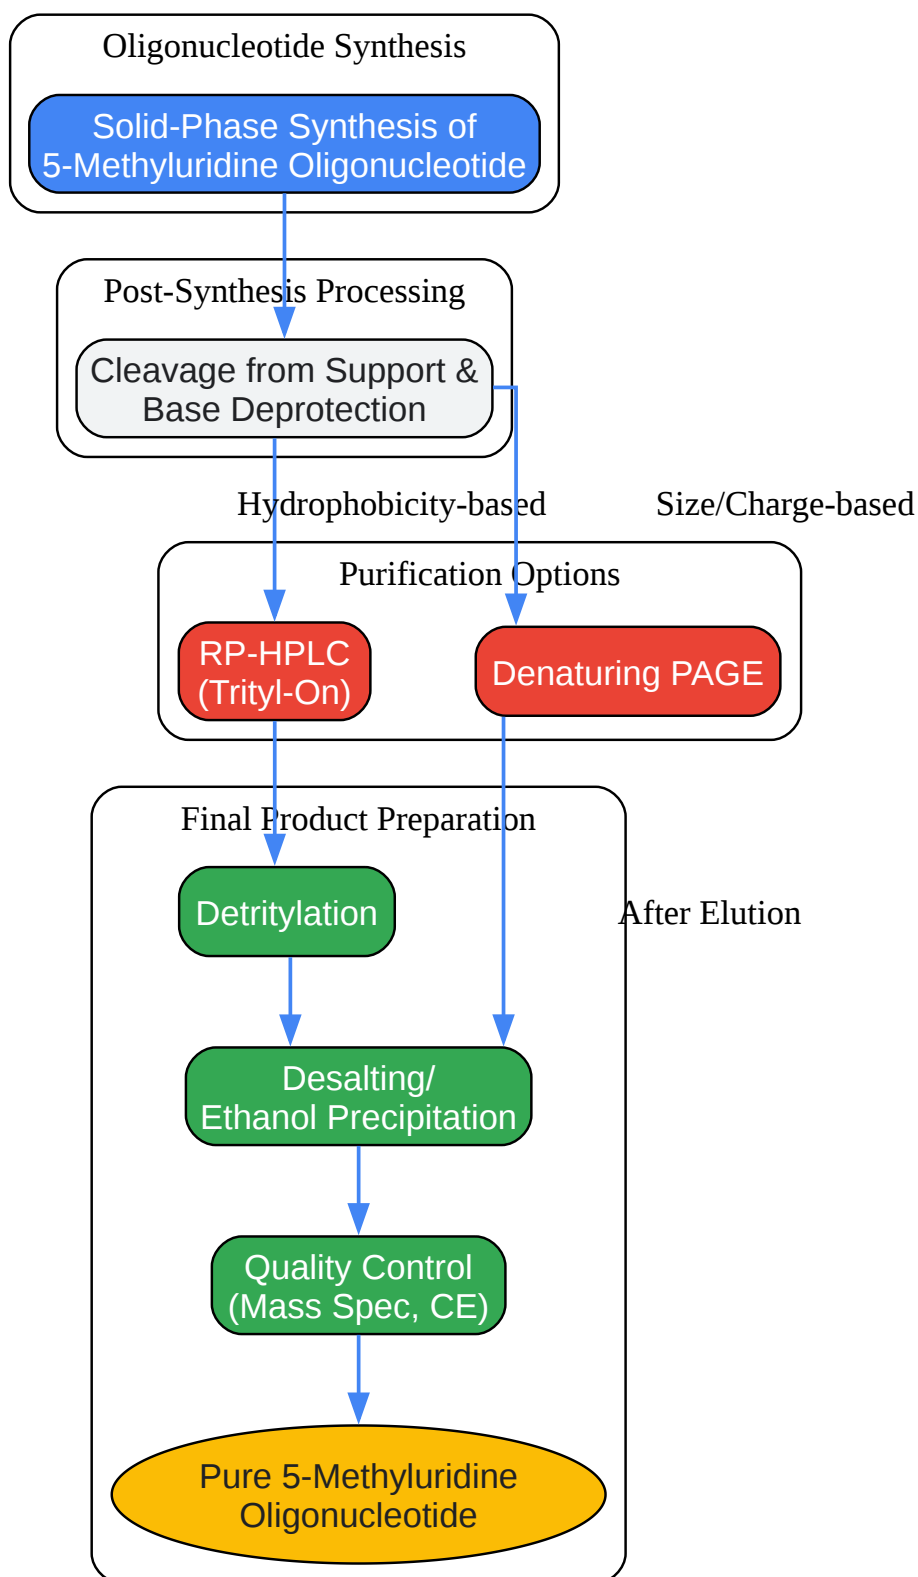 Oligonucleotide Synthesis
Solid-Phase Synthesis of
5-Methyluridine Oligonucleotide
Post-Synthesis Processing
Cleavage from Support &
Base Deprotection
Hydrophobicity-based
Size/Charge-based
Purification Options
RP-HPLC
(Trityl-On)
Denaturing PAGE
Final Product Preparation
Detritylation
After Elution
Desalting/
Ethanol Precipitation
Quality Control
(Mass Spec, CE)
Pure 5-Methyluridine
Oligonucleotide